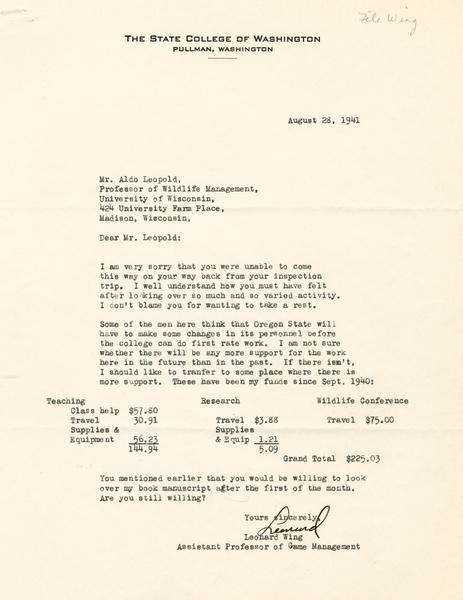 File Wing
THE STATE COLLEGE OF WASHINGTON
PULLMAN, WASHINGTON
August 28, 1941
Mr. Aldo Leopold,
Professor of Wildlife Management,
University of Wisconsin,
424 University Farm Place,
Madison, Wisconsin,
Dear Mr. Leopold:
I am very sorry that you were unable to come
this way on your way back from your inspection
trip. I well understand how you must have felt
after looking over so much and so varied activity.
I don't blame you for wanting to take a rest.
Some of the men here think that Oregon State will
have to make some changes in its personnel before
the college can do first rate work. I am not sure
whether there will be any more support for the work
here in the future than in the past. If there isn't,
I should like to tranfer to some place where there is
more support. These have been my funds since Sept, 1940:
Teaching Research Wildlife Conference
Class help $57.80
Travel 30.91 Travel $3.88 Travel $75.00
Supplies & Supplies
Equipment 56.23 & Equip 1.21
144.94 5.09
Grand Total $225.03
You mentioned earlier that you would be willing to look
over my book manuscript after the first of the month.
Are you still willing?
Yours sincerely,
Leonard
Leonard Wing
Assistant Professor of Game Management